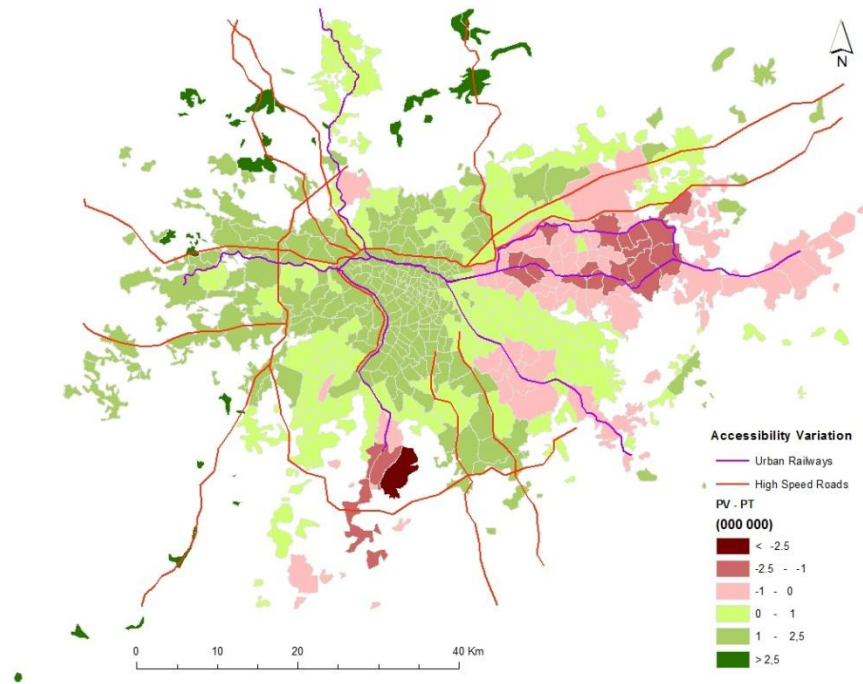 N
Accessibility Variation
Urban Railways
High Speed Roads
PV - PT
(000 000)
< -2.5
-2.5 - -1
-1 - 0
0 - 1
1 - 2,5
> 2,5
0 10 20 40 Km